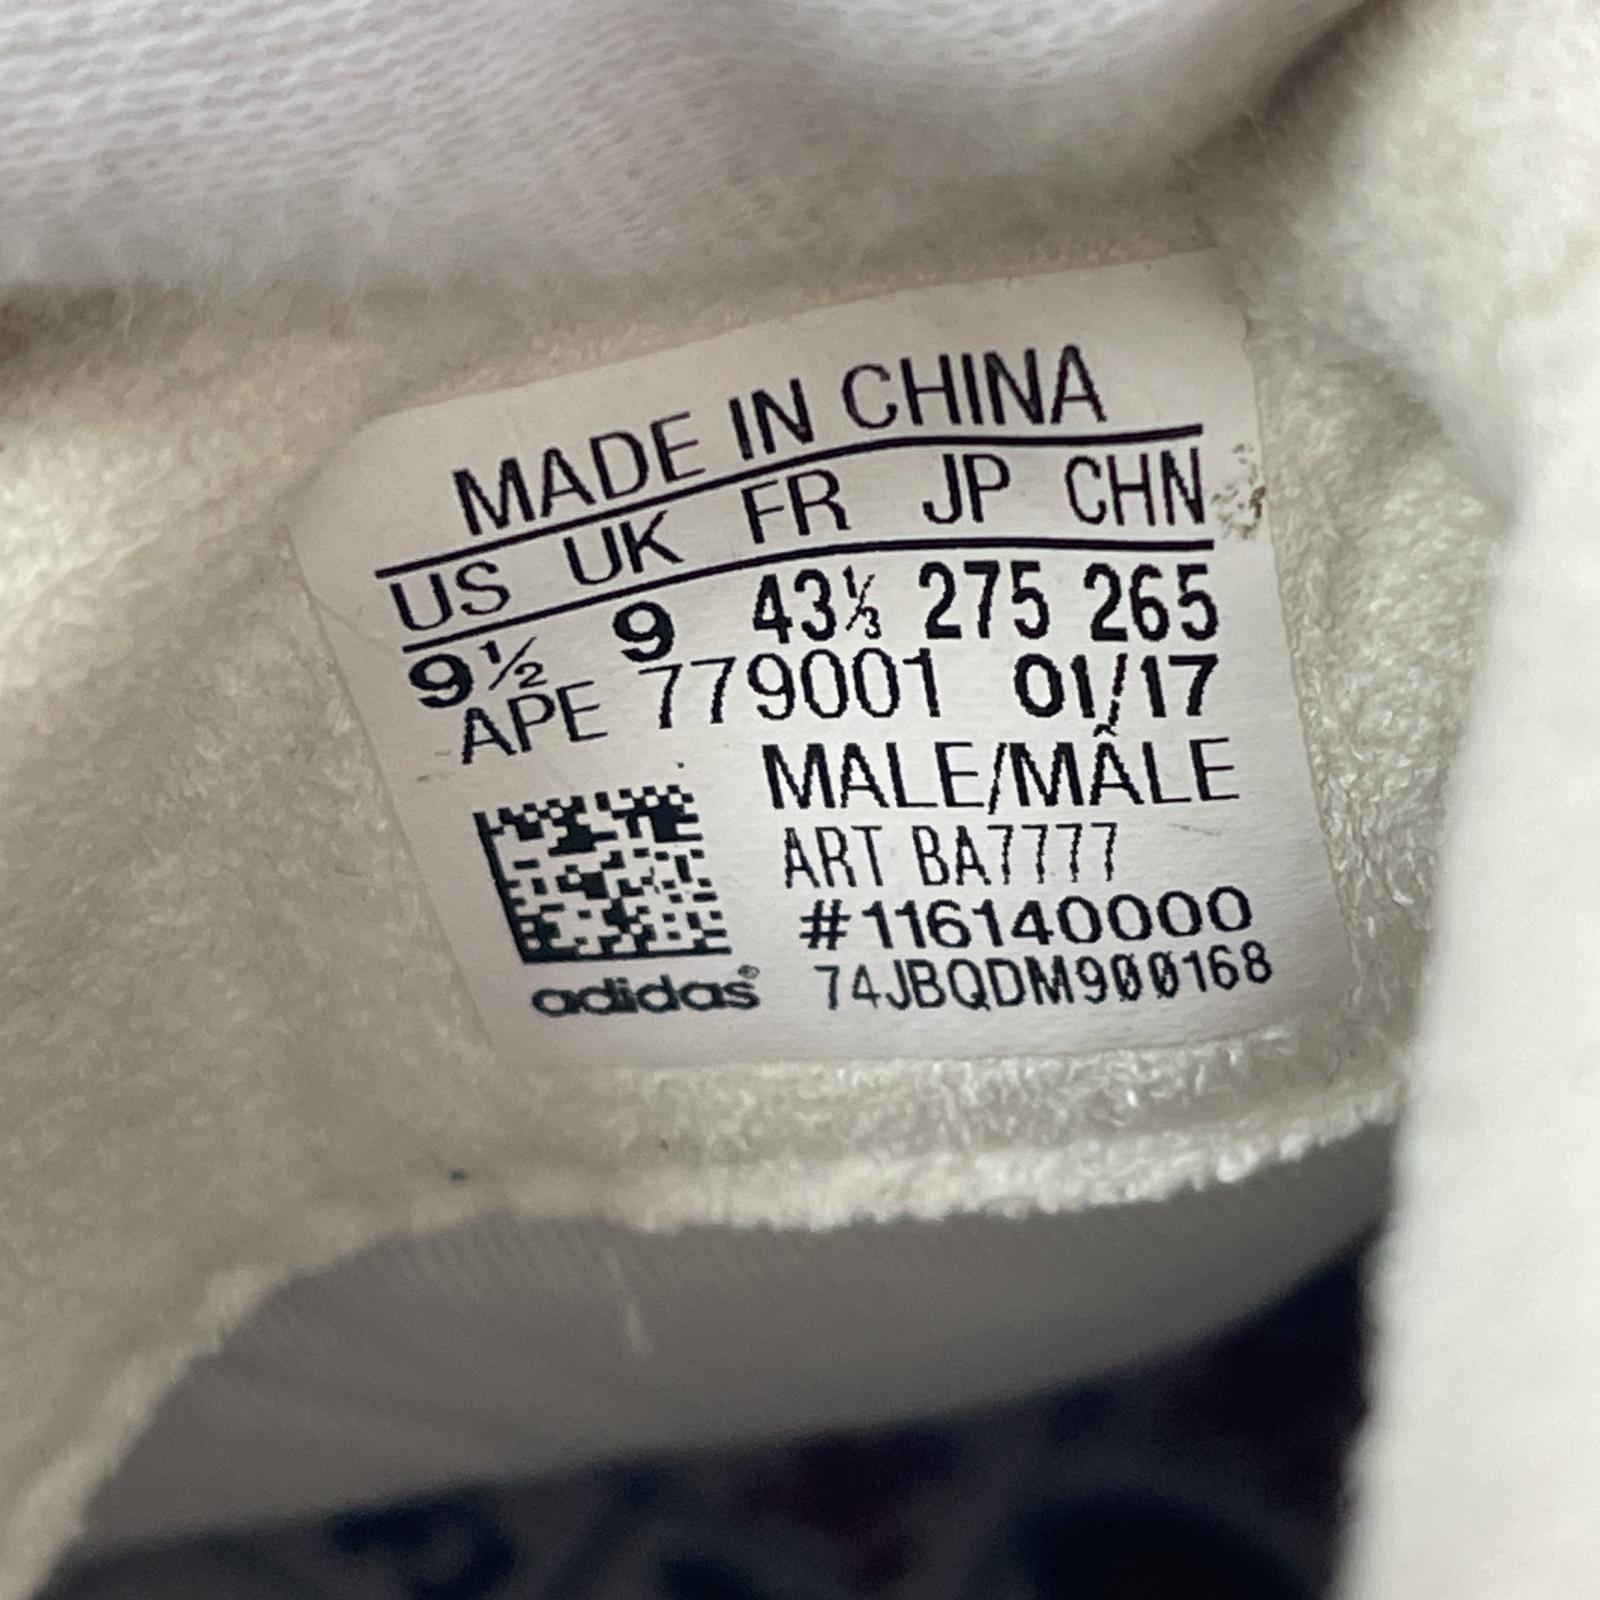 MADE IN CHINA
US UK FR JP CHN
9½ 9 43⅓ 275 265
APE 779001 01/17
MALE/MÂLE
ART BA7777
#116140000
adidas® 74JBQDM900168